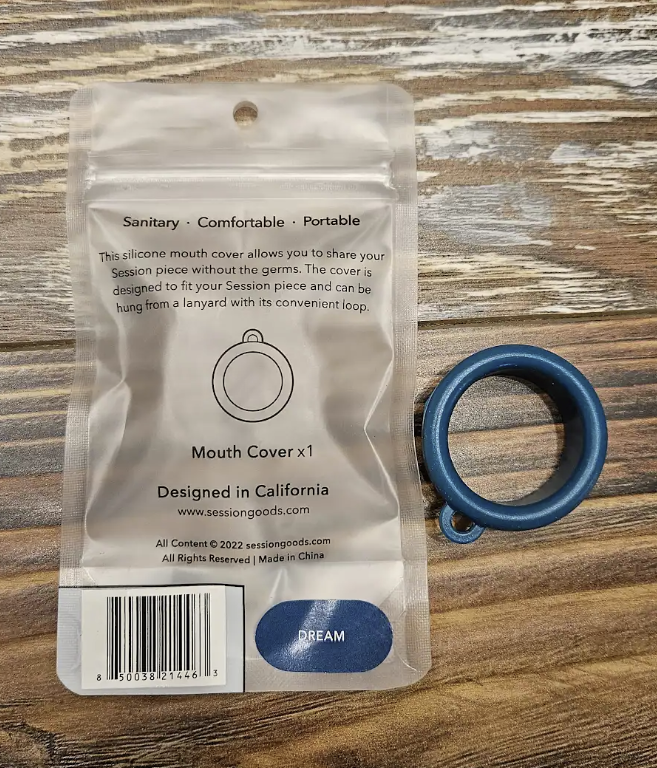 Sanitary · Comfortable · Portable
This silicone mouth cover allows you to share your
Session piece without the germs. The cover is
designed to fit your Session piece and can be
hung from a lanyard with its convenient loop.
Mouth Cover x1
Designed in California
www.sessiongoods.com
All Content © 2022 sessiongoods.com
All Rights Reserved | Made in China
DREAM
8 50038 21446 3